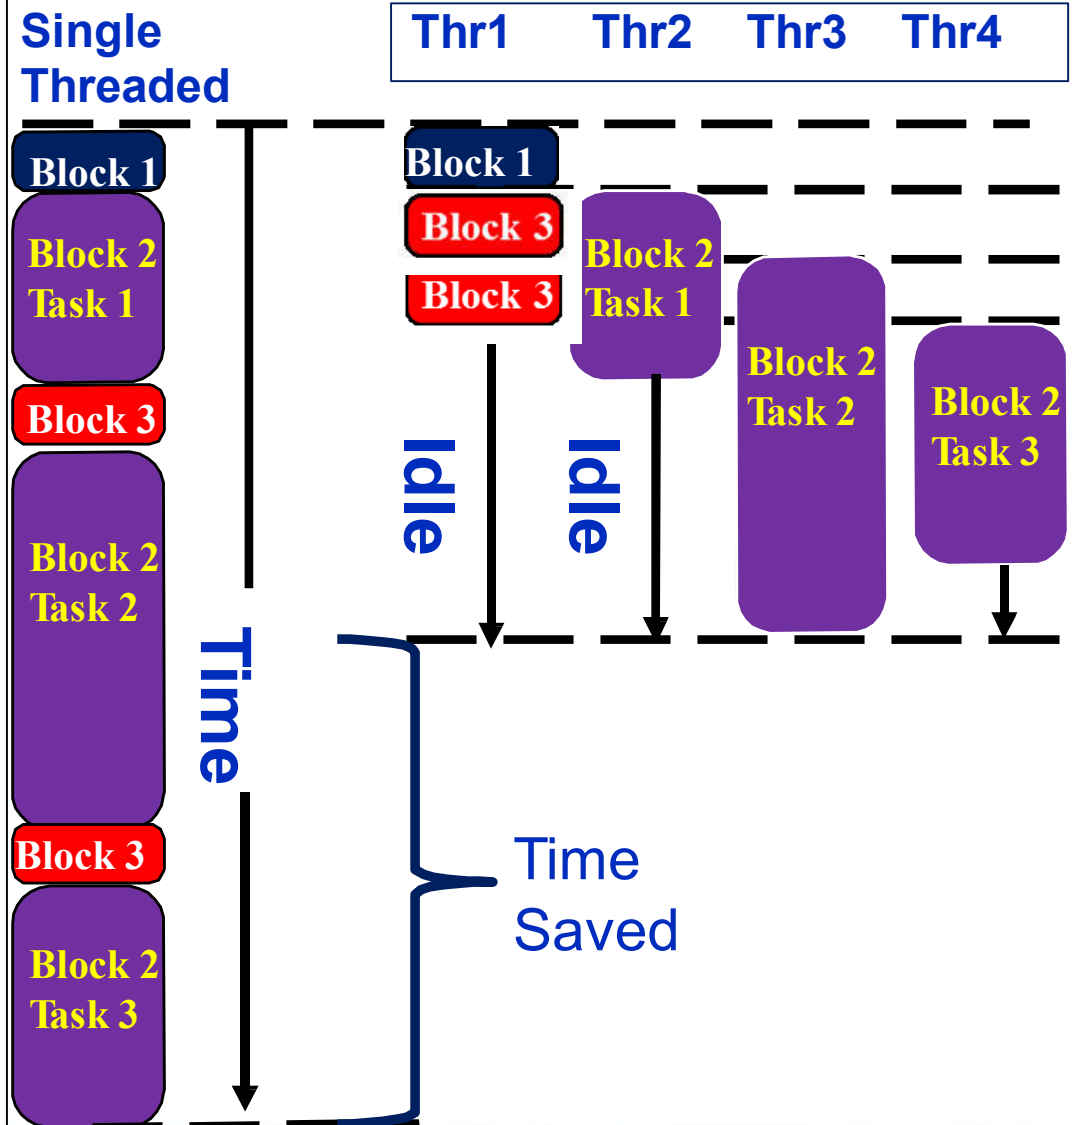 Single
Threaded
Thr1 Thr2 Thr3 Thr4
Block 1
Block 2
Task 1
Block 3
Block 2
Task 2
Block 3
Block 2
Task 3
Time
Block 1
Block 3
Block 3
Idle
Block 2
Task 1
Idle
Block 2
Task 2
Block 2
Task 3
Time
Saved